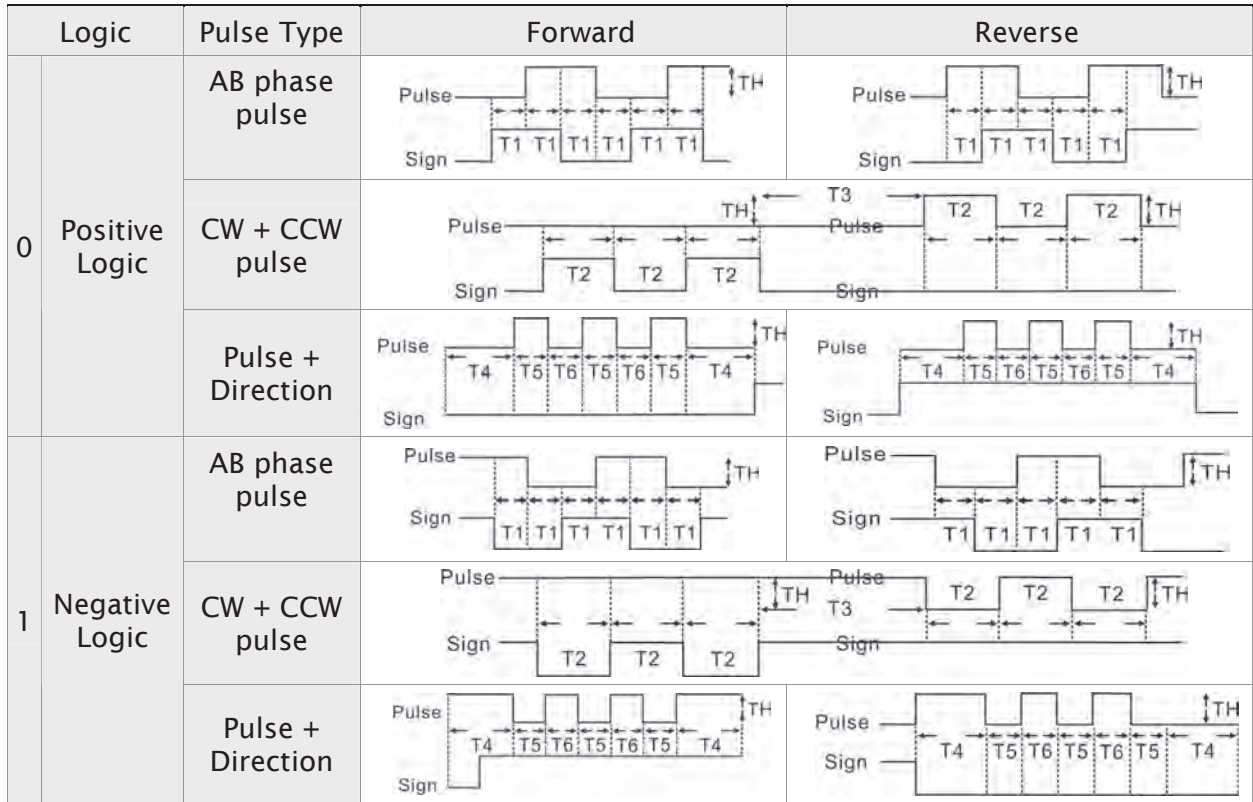 Logic Pulse Type Forward Reverse
0 Positive Logic
AB phase pulse
Pulse TH
T1 T1 T1 T1 T1 T1
Sign
Pulse TH
T1 T1 T1 T1 T1
Sign
CW + CCW pulse
Pulse TH T3 Pulse T2 T2 T2 TH
T2 T2 T2
Sign Sign
Pulse + Direction
Pulse TH
T4 T5 T6 T5 T6 T5 T4
Sign
Pulse TH
T4 T5 T6 T5 T6 T5 T4
Sign
1 Negative Logic
AB phase pulse
Pulse TH
Sign
T1 T1 T1 T1 T1 T1
Pulse TH
Sign
T1 T1 T1 T1 T1
CW + CCW pulse
Pulse TH T3 Pulse T2 T2 T2 TH
Sign Sign
T2 T2 T2
Pulse + Direction
Pulse TH
T4 T5 T6 T5 T6 T5 T4
Sign
Pulse TH
T4 T5 T6 T5 T6 T5 T4
Sign